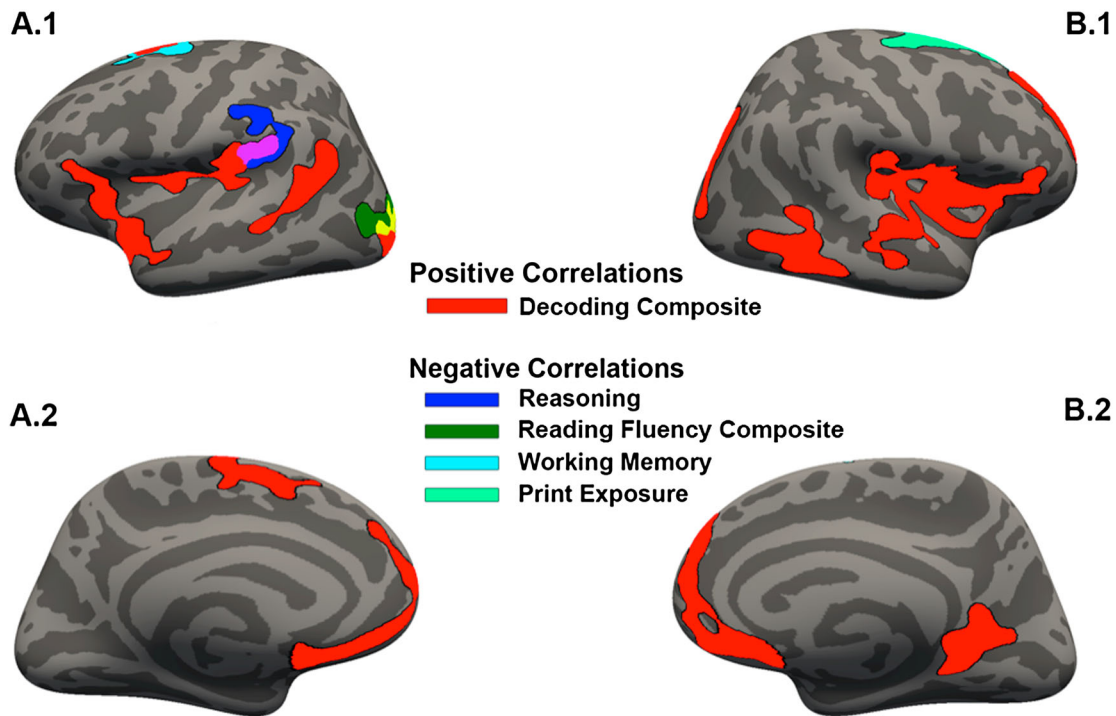 A.1
B.1
Positive Correlations
Decoding Composite
Negative Correlations
Reasoning
Reading Fluency Composite
Working Memory
Print Exposure
A.2
B.2